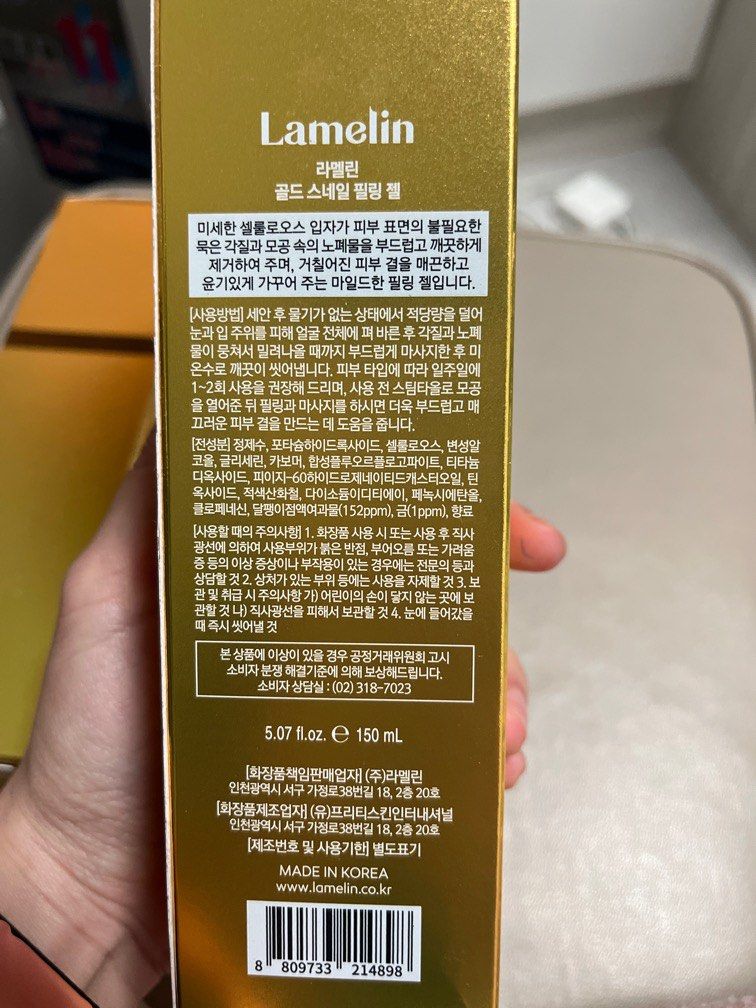 Lamelin
라멜린
골드 스네일 필링 젤
미세한 셀룰로오스 입자가 피부 표면의 불필요한
묵은 각질과 모공 속의 노폐물을 부드럽고 깨끗하게
제거하여 주며, 거칠어진 피부 결을 매끈하고
윤기있게 가꾸어 주는 마일드한 필링 젤입니다.
[사용방법] 세안 후 물기가 없는 상태에서 적당량을 덜어
눈과 입 주위를 피해 얼굴 전체에 펴 바른 후 각질과 노폐
물이 뭉쳐서 밀려나올 때까지 부드럽게 마사지한 후 미
온수로 깨끗이 씻어냅니다. 피부 타입에 따라 일주일에
1~2회 사용을 권장해 드리며, 사용 전 스팀타올로 모공
을 열어준 뒤 필링과 마사지를 하시면 더욱 부드럽고 매
끄러운 피부 결을 만드는 데 도움을 줍니다.
[전성분] 정제수, 포타슘하이드록사이드, 셀룰로오스, 변성알
코올, 글리세린, 카보머, 합성플루오르플로고파이트, 티타늄
디옥사이드, 피이지-60하이드로제네이티드캐스터오일, 틴
옥사이드, 적색산화철, 다이소듐이디티에이, 페녹시에탄올,
클로페네신, 달팽이점액여과물(152ppm), 금(1ppm), 향료
[사용할 때의 주의사항] 1. 화장품 사용 시 또는 사용 후 직사
광선에 의하여 사용부위가 붉은 반점, 부어오름 또는 가려움
증 등의 이상 증상이나 부작용이 있는 경우에는 전문의 등과
상담할 것 2. 상처가 있는 부위 등에는 사용을 자제할 것 3. 보
관 및 취급 시 주의사항 가) 어린이의 손이 닿지 않는 곳에 보
관할 것 나) 직사광선을 피해서 보관할 것 4. 눈에 들어갔을
때 즉시 씻어낼 것
본 상품에 이상이 있을 경우 공정거래위원회 고시
소비자 분쟁 해결기준에 의해 보상해드립니다.
소비자 상담실 : (02) 318-7023
5.07 fl.oz. ℮ 150 mL
[화장품책임판매업자] (주)라멜린
인천광역시 서구 가정로38번길 18, 2층 20호
[화장품제조업자] (유)프리티스킨인터내셔널
인천광역시 서구 가정로38번길 18, 2층 20호
[제조번호 및 사용기한] 별도표기
MADE IN KOREA
www.lamelin.co.kr
8 809733 214898